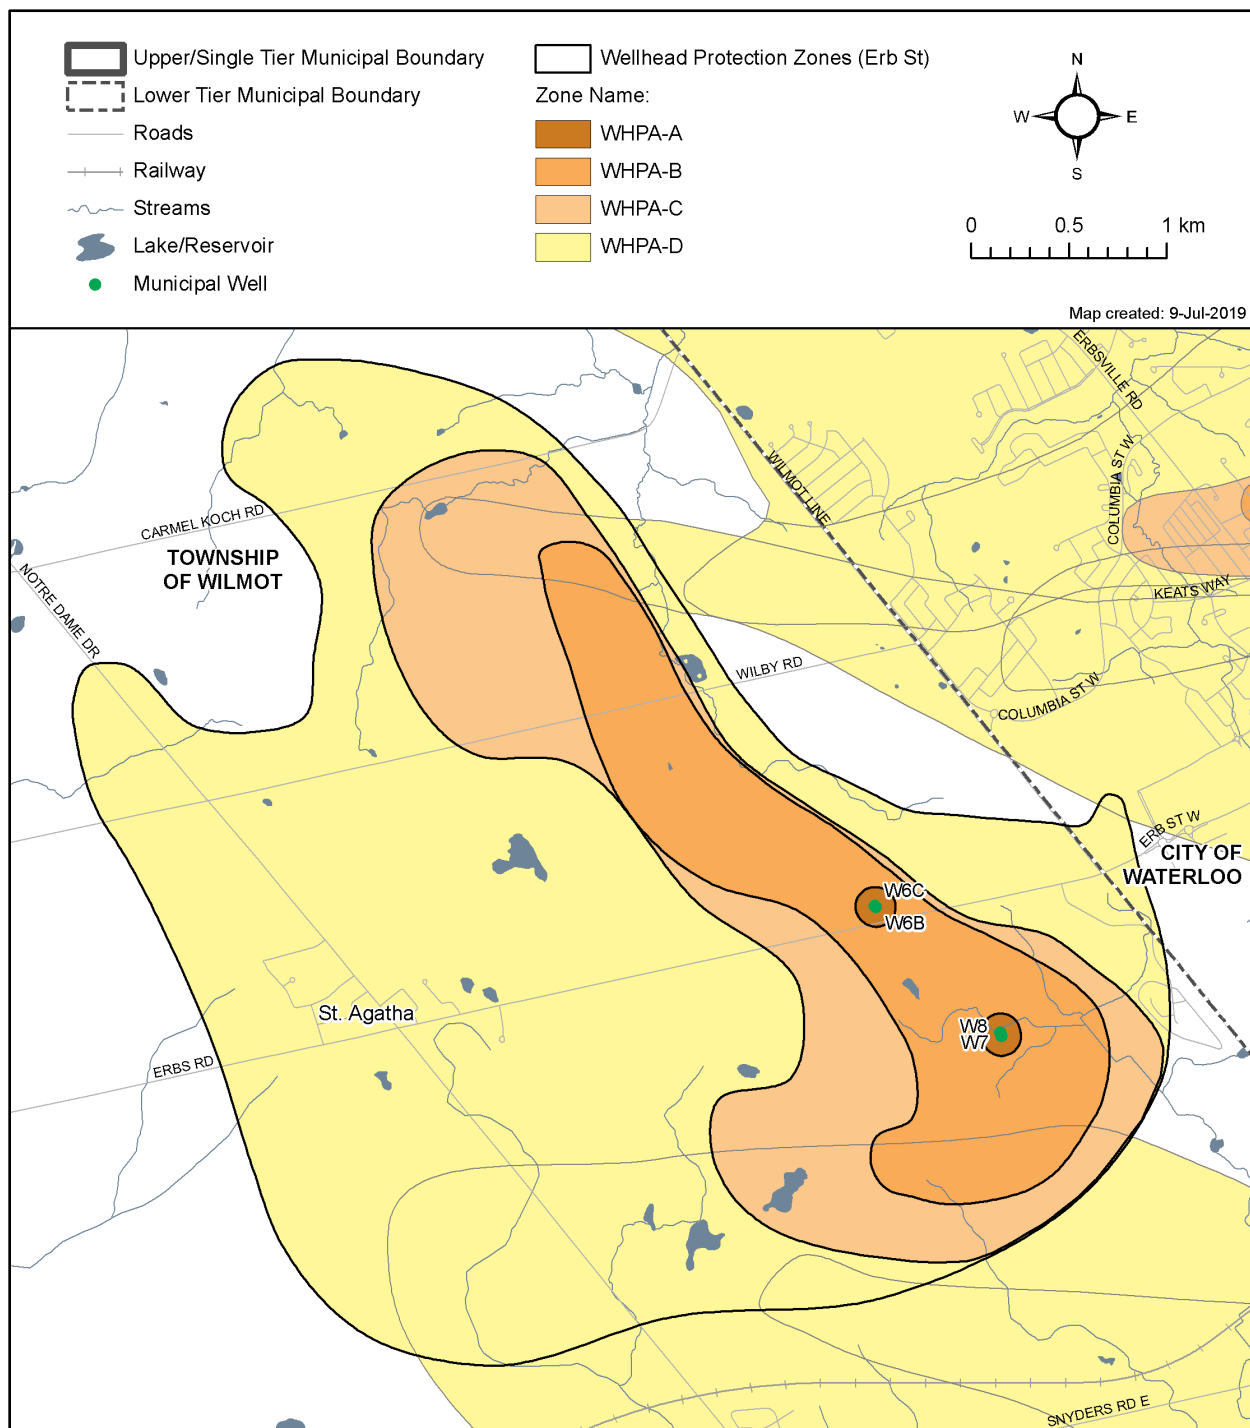 Upper/Single Tier Municipal Boundary
Lower Tier Municipal Boundary
Roads
Railway
Streams
Lake/Reservoir
Municipal Well
Wellhead Protection Zones (Erb St)
Zone Name:
WHPA-A
WHPA-B
WHPA-C
WHPA-D
N
W
E
S
0 0.5 1 km
Map created: 9-Jul-2019
ERBSVILLE RD
COLUMBIA ST W
WILMOT LINE
CARMEL KOCH RD
TOWNSHIP
OF WILMOT
NOTRE DAME DR
KEATS WAY
WILBY RD
COLUMBIA ST W
ERB ST W
CITY OF
WATERLOO
W6C
W6B
St. Agatha
W8
W7
ERBS RD
SNYDERS RD E